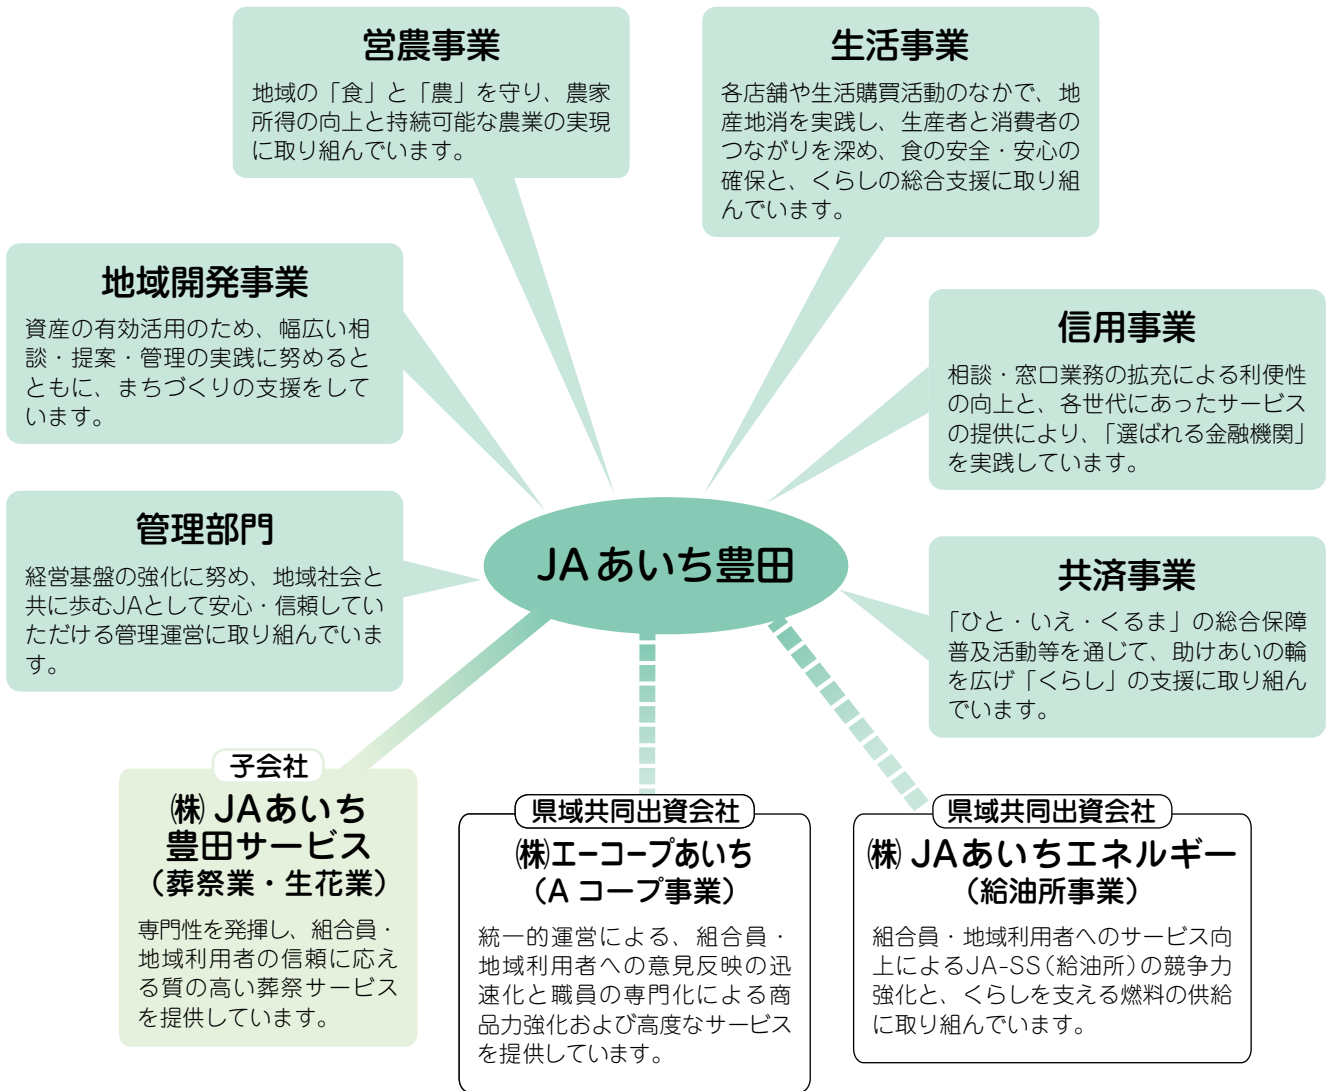 営農事業
地域の「食」と「農」を守り、農家
所得の向上と持続可能な農業の実現
に取り組んでいます。
生活事業
各店舗や生活購買活動のなかで、地
産地消を実践し、生産者と消費者の
つながりを深め、食の安全・安心の
確保と、くらしの総合支援に取り組
んでいます。
地域開発事業
資産の有効活用のため、幅広い相
談・提案・管理の実践に努めるとと
ともに、まちづくりの支援をして
います。
信用事業
相談・窓口業務の拡充による利便性
の向上と、各世代にあったサービス
の提供により、「選ばれる金融機関」
を実践しています。
管理部門
経営基盤の強化に努め、地域社会と
共に歩むJAとして安心・信頼してい
ただける管理運営に取り組んでいま
す。
JAあいち豊田
共済事業
「ひと・いえ・くるま」の総合保障
普及活動等を通じて、助けあいの輪
を広げ「くらし」の支援に取り組ん
でいます。
子会社
㈱JAあいち
豊田サービス
（葬祭業・生花業）
専門性を発揮し、組合員・
地域利用者の信頼に応え
る質の高い葬祭サービス
を提供しています。
県域共同出資会社
㈱エーコープあいち
（Aコープ事業）
統一的運営による、組合員・
地域利用者への意見反映の迅
速化と職員の専門化による商
品力強化および高度なサービス
を提供しています。
県域共同出資会社
㈱JAあいちエネルギー
（給油所事業）
組合員・地域利用者へのサービス向
上によるJA-SS（給油所）の競争力
強化と、くらしを支える燃料の供給
に取り組んでいます。